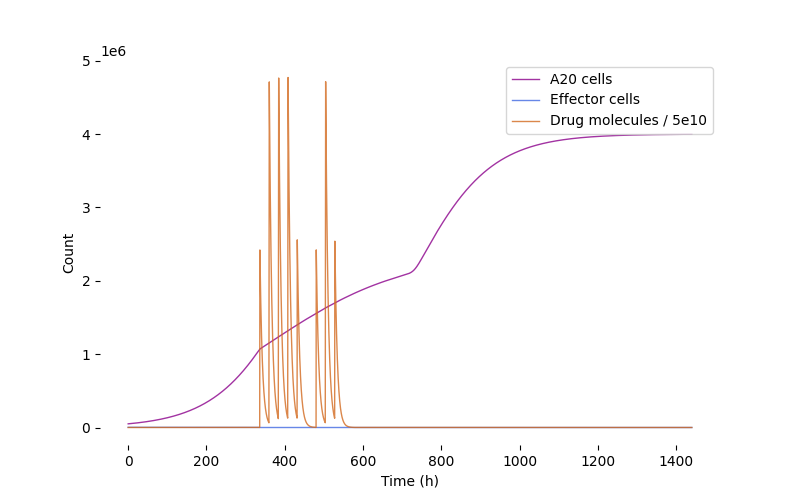 1e6
5
4
3
2
1
0
Count
0 200 400 600 800 1000 1200 1400
Time (h)
A20 cells
Effector cells
Drug molecules / 5e10